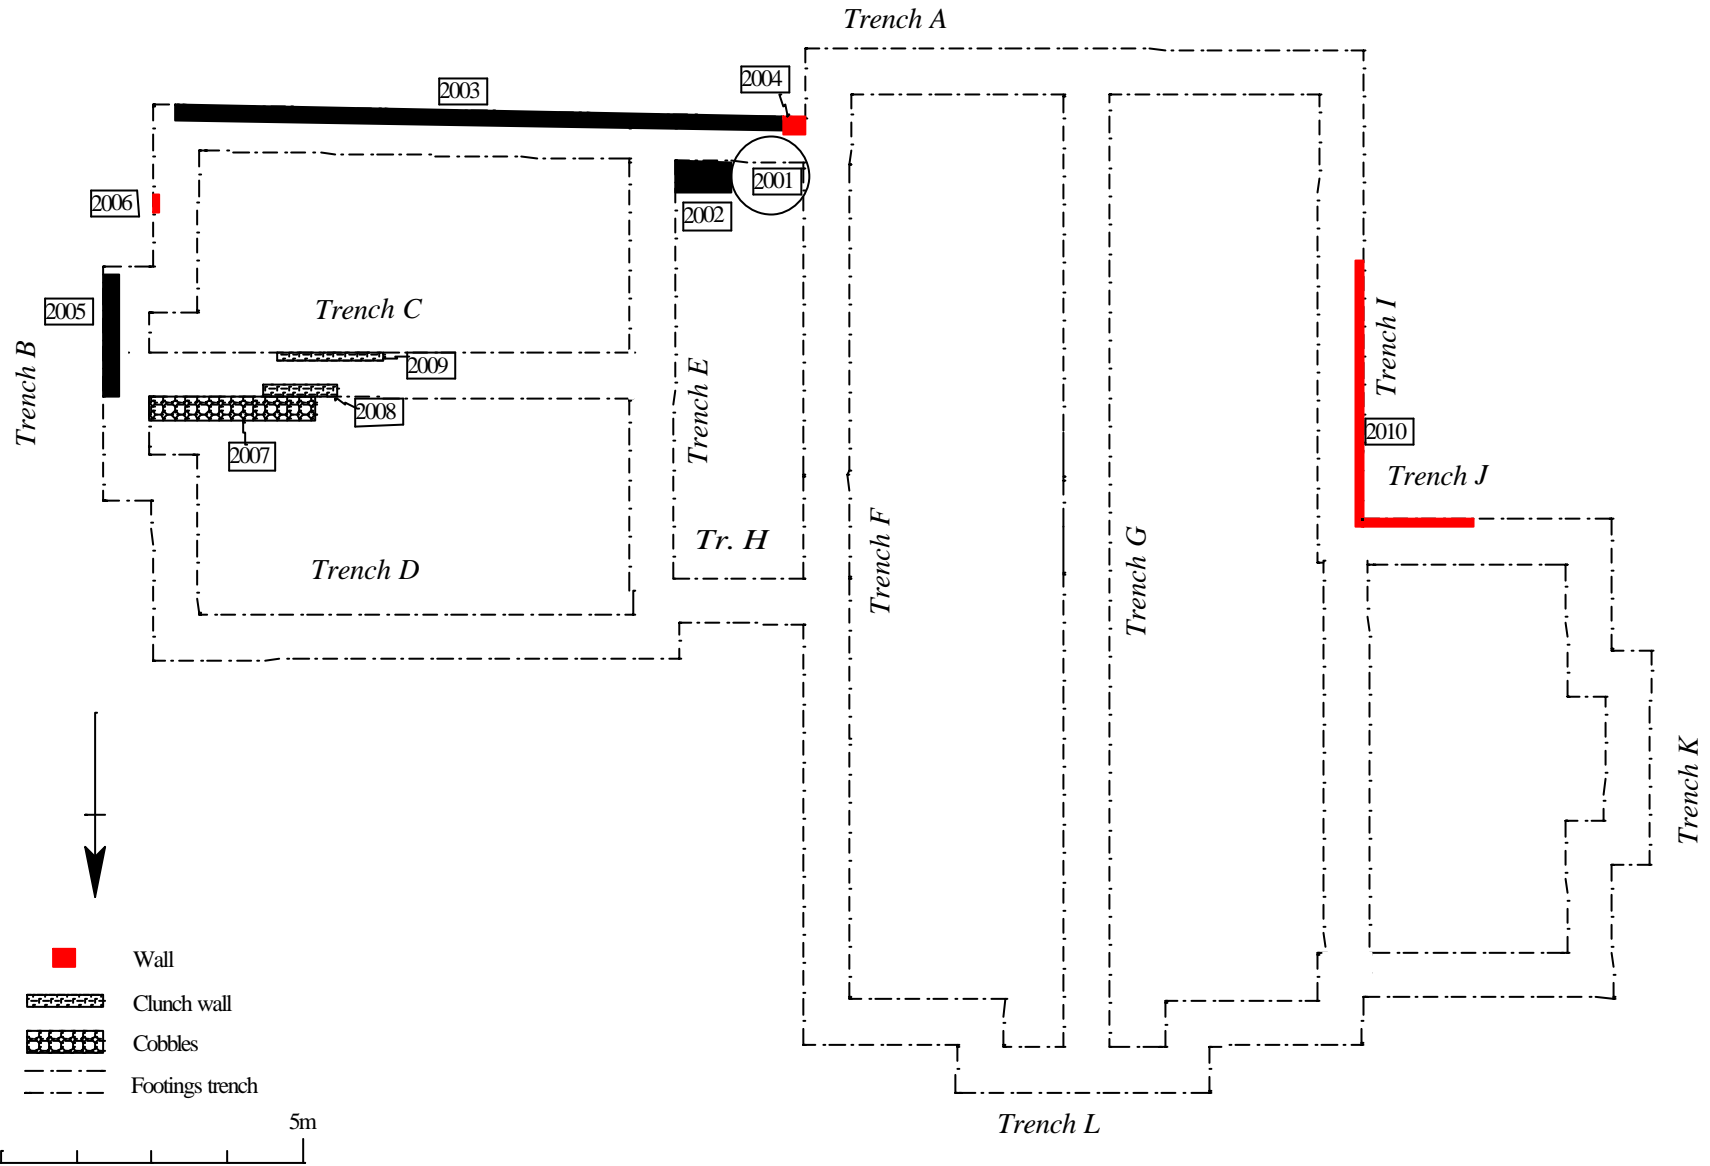 Trench A
2003
2004
2001
2002
2006
2005
Trench C
2009
2008
2007
Trench B
Trench E
Trench I
2010
Trench J
Tr. H
Trench F
Trench G
Trench D
Trench K
Wall
Clunch wall
Cobbles
Footings trench
5m
Trench L